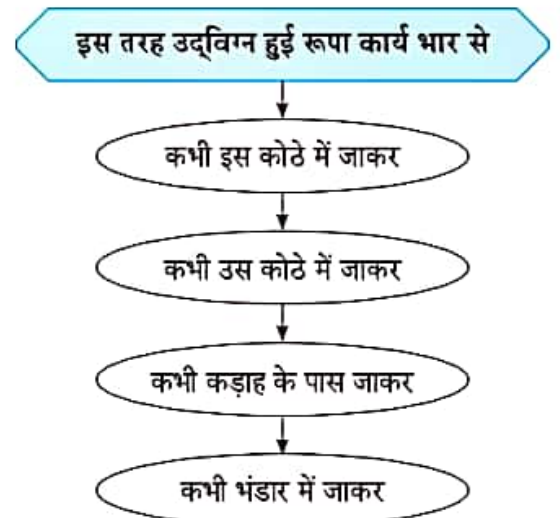 इस तरह उद्‌विग्न हुई रूपा कार्य भार से
कभी इस कोठे में जाकर
कभी उस कोठे में जाकर
कभी कड़ाह के पास जाकर
कभी भंडार में जाकर